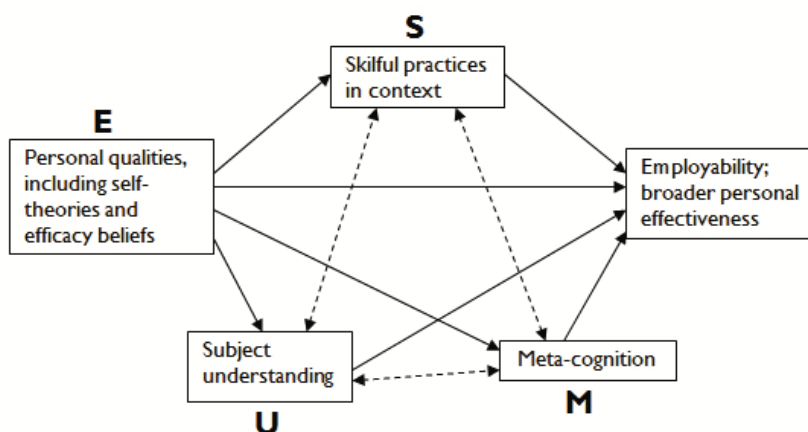 S
Skilful practices
in context
E
Personal qualities,
including self-
theories and
efficacy beliefs
Employability;
broader personal
effectiveness
Subject
understanding
U
Meta-cognition
M